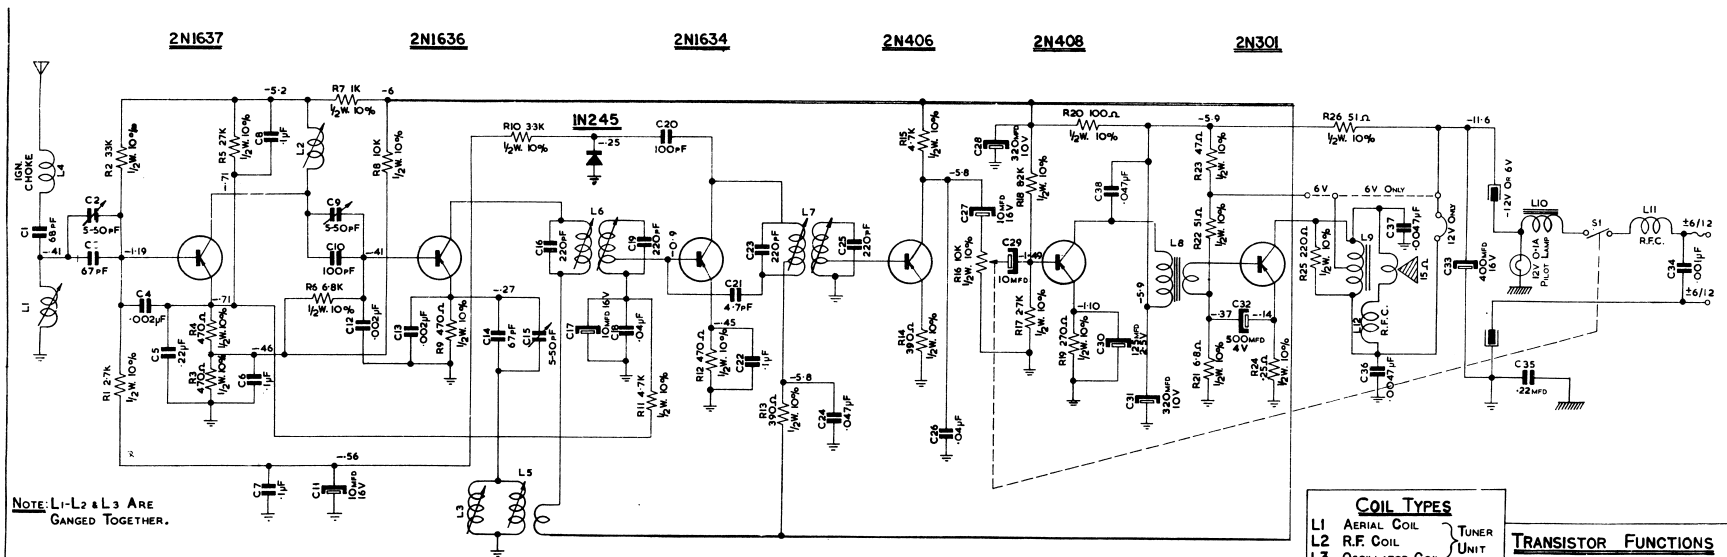 2N1637
2N1636
2N1634
2N406
2N408
2N301
IGN. CHOKE
L4
C1
68PF
-.41
L1
C2
5-50PF
67PF
R2 33K
½W. 10%
-1.19
C4
.002µF
R1 2.7K
½W. 10%
C5
.22µF
R4
470Ω
½W. 10%
R3
470Ω
½W. 10%
-.71
-.46
C6
.1µF
R5 27K
½W. 10%
-.71
C8
.1µF
-5.2
L2
R7 1K
½W. 10%
-6
R8 10K
½W. 10%
C9
5-50PF
C10
100PF
-.41
R6 6.8K
½W 10%
C12
.002µF
C13
.002µF
R9 470Ω
½W. 10%
-.27
C14
67PF
C15
5-50PF
R10 33K
½W. 10%
1N245
-.25
C20
100PF
C16
220PF
L6
C19
220PF
C17
10MFD 16V
C18
.04µF
-0.9
R11 4.7K
½W. 10%
C21
4.7PF
-.45
R12 470Ω
½W. 10%
C22
.1µF
C23
220PF
L7
C25
220PF
-5.8
R13
390Ω
½W. 10%
C24
.047µF
R15
4.7K
½W. 10%
R14
390Ω
½W. 10%
-5.8
C26
.04µF
C27
10MFD
16V
R16 10K
½W. 10%
C28
320MFD
10V
R18 82K
½W. 10%
C29
10MFD
-1.49
R17 2.7K
½W. 10%
R20 100Ω
½W. 10%
C38
.047µF
-1.10
R19 270Ω
½W. 10%
C30
-5.9
L8
C31
320MFD
10V
-5.9
R23 47Ω
½W. 10%
R22 51Ω
½W. 10%
-.37
C32
-.14
500MFD
4V
R21 6.8Ω
½W. 10%
R24
.25Ω
½W. 10%
R26 51Ω
½W. 10%
6V
6V ONLY
12V ONLY
R25 220Ω
½W. 10%
L9
C37
.0047µF
15Ω
L12
R.F.C.
C36
.0047µF
-11.6
C33
400MFD
16V
-12V OR 6V
L10
12V 0.1A
PILOT LAMP
S1
L11
R.F.C.
±6/12
C34
.001µF
±6/12
C35
.22MFD
-.56
C7
.1µF
C11
10MFD
16V
L3
L5
NOTE: L1-L2 & L3 ARE
GANGED TOGETHER.
COIL TYPES
L1 AERIAL COIL
L2 R.F. COIL
L3 OSCILLATOR COIL
TUNER
UNIT
TRANSISTOR FUNCTIONS